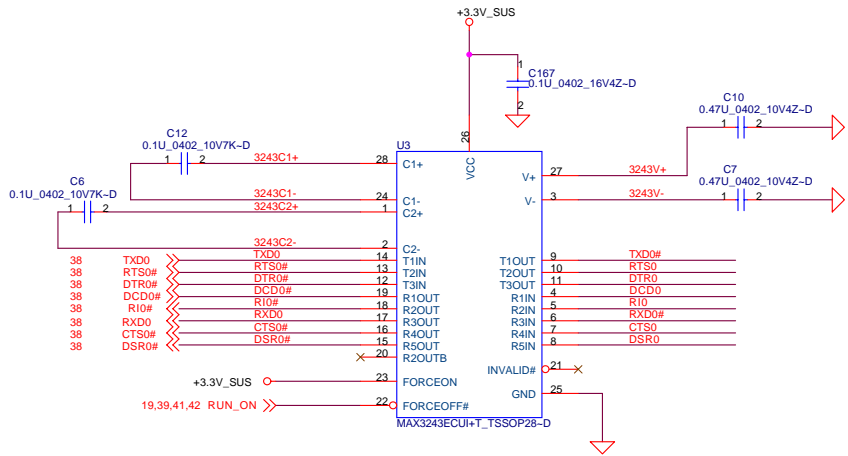 +3.3V_SUS
1
C167
0.1U_0402_16V4Z~D
2
C10
0.47U_0402_10V4Z~D
1 2
C12
0.1U_0402_10V7K~D
1 2
3243C1+
28
U3
C1+
26
VCC
V+
27
3243V+
C7
0.47U_0402_10V4Z~D
1 2
C6
0.1U_0402_10V7K~D
1 2
3243C1-
24
C1-
3243C2+
1
C2+
V-
3
3243V-
3243C2-
2
C2-
38 TXD0 TXD0 14 T1IN T1OUT 9 TXD0#
38 RTS0# RTS0# 13 T2IN T2OUT 10 RTS0
38 DTR0# DTR0# 12 T3IN T3OUT 11 DTR0
38 DCD0# DCD0# 19 R1OUT R1IN 4 DCD0
38 RI0# RI0# 18 R2OUT R2IN 5 RI0
38 RXD0 RXD0 17 R3OUT R3IN 6 RXD0#
38 CTS0# CTS0# 16 R4OUT R4IN 7 CTS0
38 DSR0# DSR0# 15 R5OUT R5IN 8 DSR0
20 R2OUTB
INVALID# 21
+3.3V_SUS 23 FORCEON
GND 25
19,39,41,42 RUN_ON 22 FORCEOFF#
MAX3243ECUI+T_TSSOP28~D